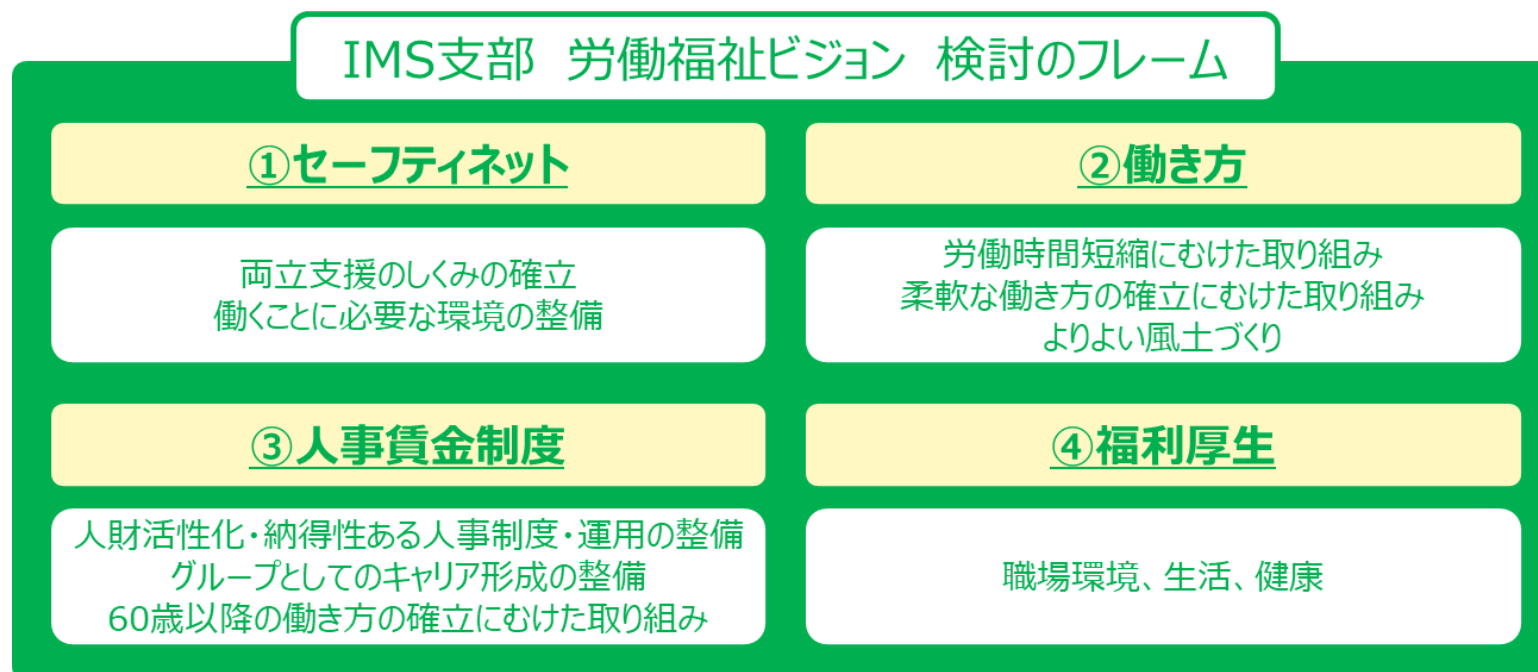 IMS支部 労働福祉ビジョン 検討のフレーム
①セーフティネット
両立支援のしくみの確立
働くことに必要な環境の整備
②働き方
労働時間短縮にむけた取り組み
柔軟な働き方の確立にむけた取り組み
よりよい風土づくり
③人事賃金制度
人財活性化・納得性ある人事制度・運用の整備
グループとしてのキャリア形成の整備
60歳以降の働き方の確立にむけた取り組み
④福利厚生
職場環境、生活、健康